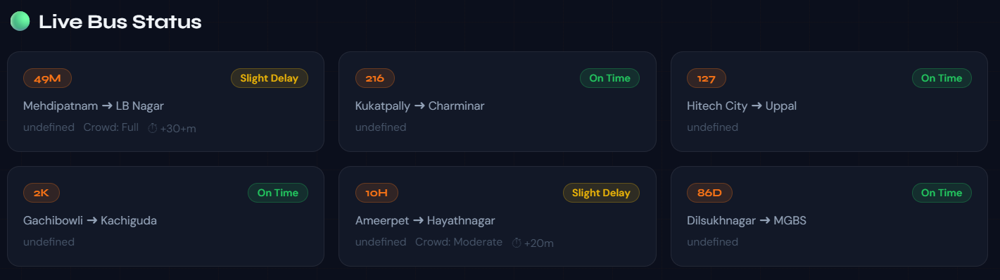 Live Bus Status
49M Slight Delay
Mehdipatnam → LB Nagar
undefined Crowd: Full ⏱ +30+m
216 On Time
Kukatpally → Charminar
undefined
127 On Time
Hitech City → Uppal
undefined
2K On Time
Gachibowli → Kachiguda
undefined
10H Slight Delay
Ameerpet → Hayathnagar
undefined Crowd: Moderate ⏱ +20m
86D On Time
Dilsukhnagar → MGBS
undefined